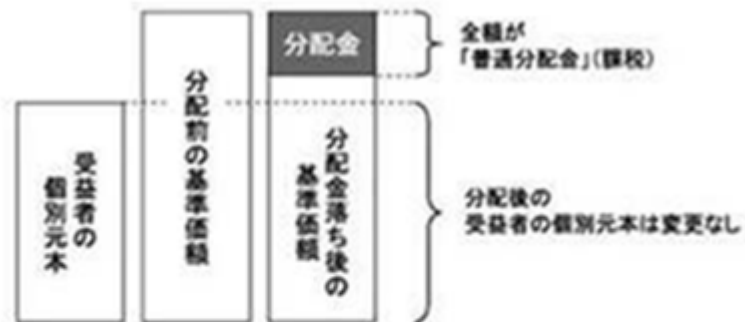 分配金
全額が
「普通分配金」(課税)
受益者の
個別元本
分配前の基準価額
分配金落ち後の
基準価額
分配後の
受益者の個別元本は変更なし